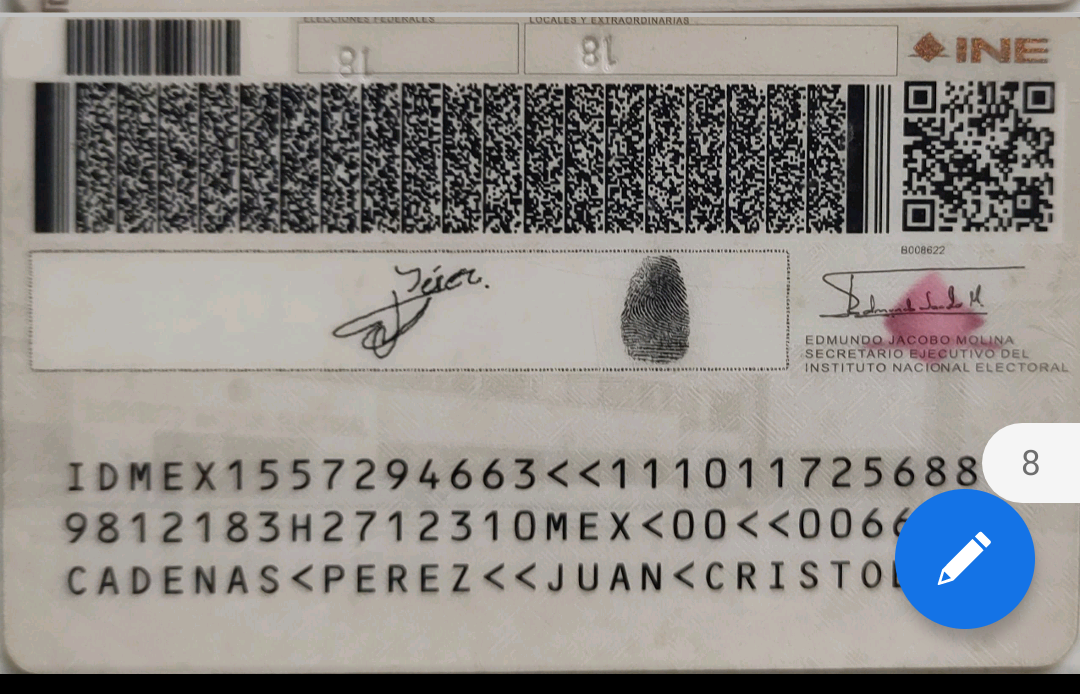 ELECCIONES FEDERALES
LOCALES Y EXTRAORDINARIAS
18
18
INE
B008622
EDMUNDO JACOBO MOLINA
SECRETARIO EJECUTIVO DEL
INSTITUTO NACIONAL ELECTORAL
IDMEX1557294663<<111011725688
8
9812183H2712310MEX<00<<0066
CADENAS<PEREZ<<JUAN<CRISTO